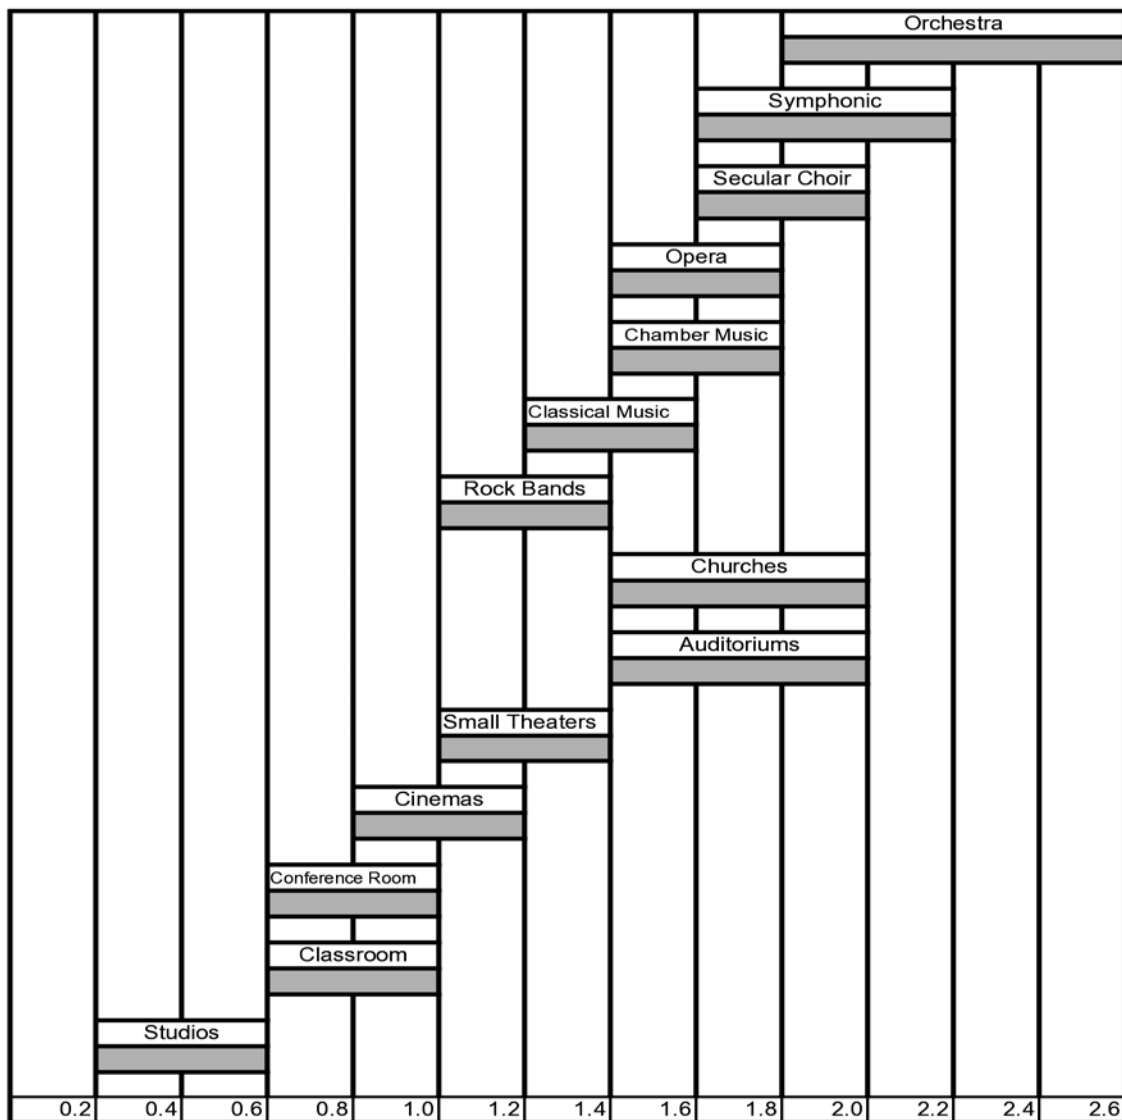 Orchestra
Symphonic
Secular Choir
Opera
Chamber Music
Classical Music
Rock Bands
Churches
Auditoriums
Small Theaters
Cinemas
Conference Room
Classroom
Studios
0.2 0.4 0.6 0.8 1.0 1.2 1.4 1.6 1.8 2.0 2.2 2.4 2.6